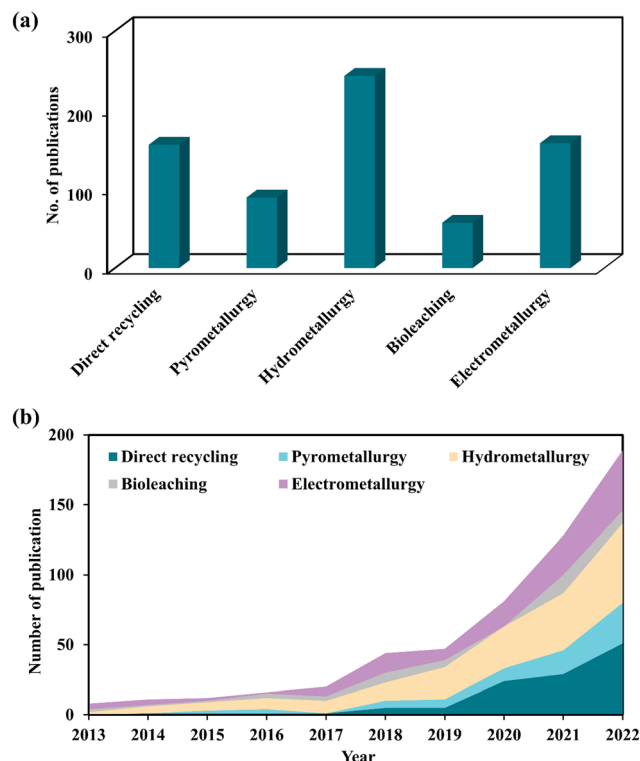 (a)
300
200
100
0
No. of publications
Direct recycling
Pyrometallurgy
Hydrometallurgy
Bioleaching
Electrometallurgy
(b)
200
150
100
50
0
Number of publication
Direct recycling Pyrometallurgy Hydrometallurgy
Bioleaching Electrometallurgy
2013 2014 2015 2016 2017 2018 2019 2020 2021 2022
Year